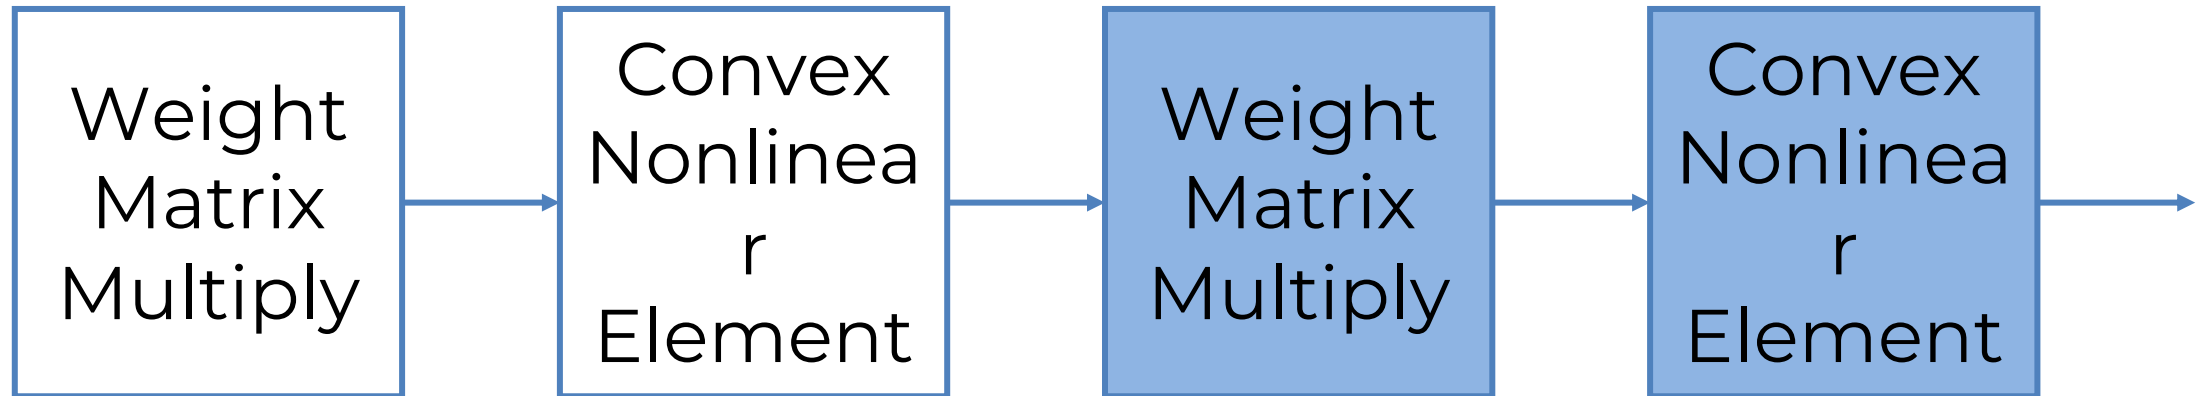 Weight
Matrix
Multiply
Convex
Nonlinea
r
Element
Weight
Matrix
Multiply
Convex
Nonlinea
r
Element